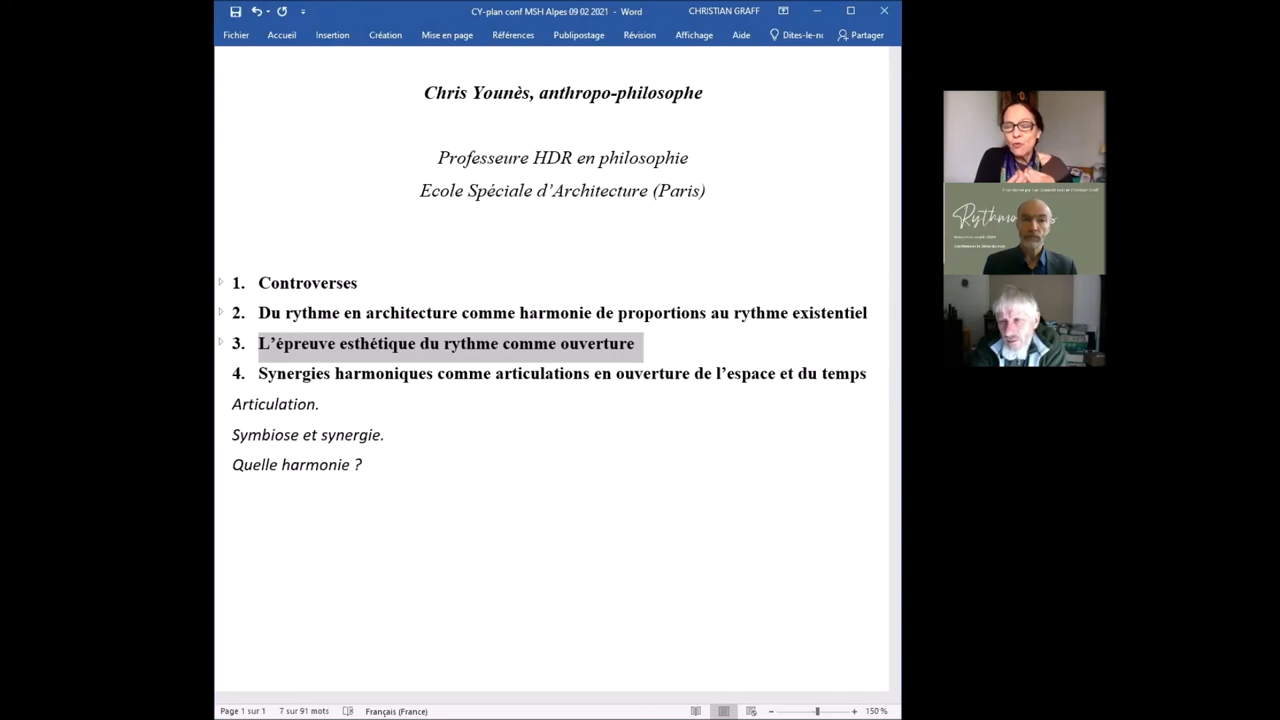 CY-plan conf MSH Alpes 09 02 2021 - Word
CHRISTIAN GRAFF
Fichier Accueil Insertion Création Mise en page Références Publipostage Révision Affichage Aide Dites-le-no Partager
Chris Younès, anthropo-philosophe
Professeure HDR en philosophie
Ecole Spéciale d’Architecture (Paris)
1. Controverses
2. Du rythme en architecture comme harmonie de proportions au rythme existentiel
3. L’épreuve esthétique du rythme comme ouverture
4. Synergies harmoniques comme articulations en ouverture de l’espace et du temps
Articulation.
Symbiose et synergie.
Quelle harmonie ?
Page 1 sur 1 7 sur 91 mots Français (France) 150 %